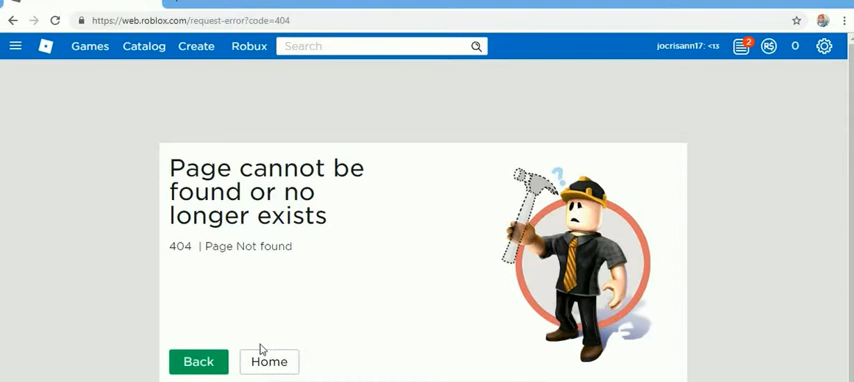 https://web.roblox.com/request-error?code=404
Games Catalog Create Robux Search jocrisann17: <13 2 R$ 0
Page cannot be
found or no
longer exists
404 | Page Not found
?
Back Home